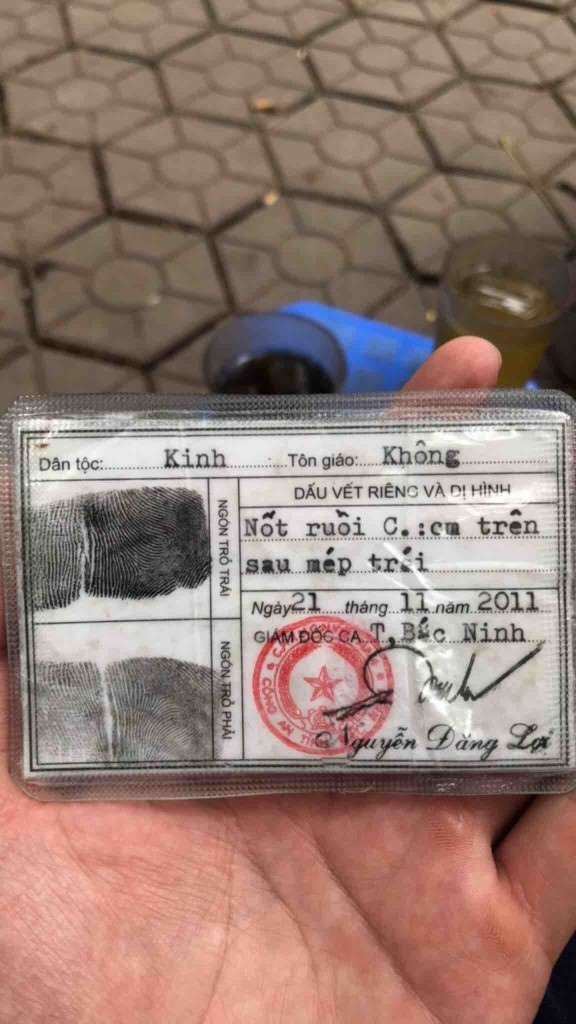 Dân tộc: Kinh Tôn giáo: Không
DẤU VẾT RIÊNG VÀ DỊ HÌNH
NGÓN TRỎ TRÁI
Nốt ruồi C.:cm trên
sau mép trái
Ngày 21 tháng 11 năm 2011
GIÁM ĐỐC CA T.Bắc Ninh
NGÓN TRỎ PHẢI
Nguyễn Đăng Lợi